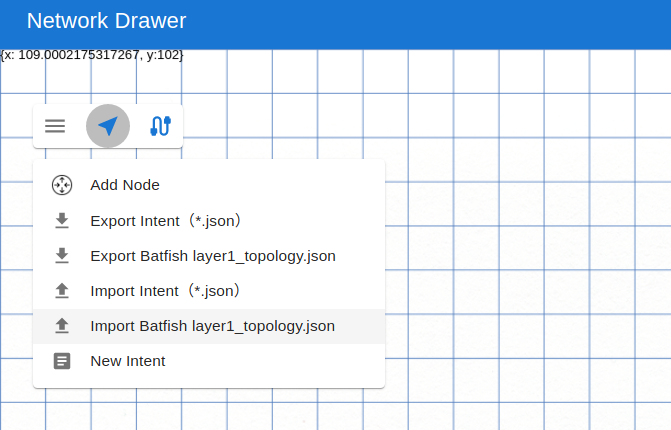 Network Drawer
{x: 109.0002175317267, y:102}
Add Node
Export Intent（*.json）
Export Batfish layer1_topology.json
Import Intent（*.json）
Import Batfish layer1_topology.json
New Intent